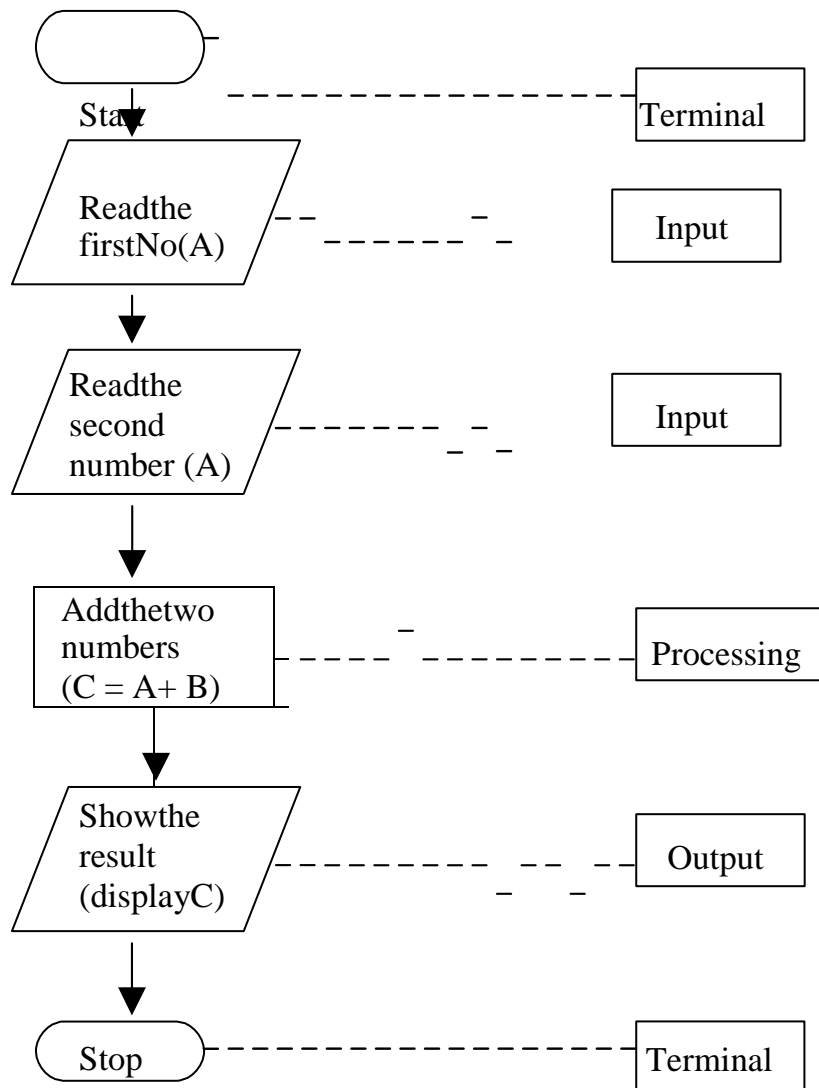 Start
Terminal
Readthe
firstNo(A)
Input
Readthe
second
number (A)
Input
Addthetwo
numbers
(C = A+ B)
Processing
Showthe
result
(displayC)
Output
Stop
Terminal